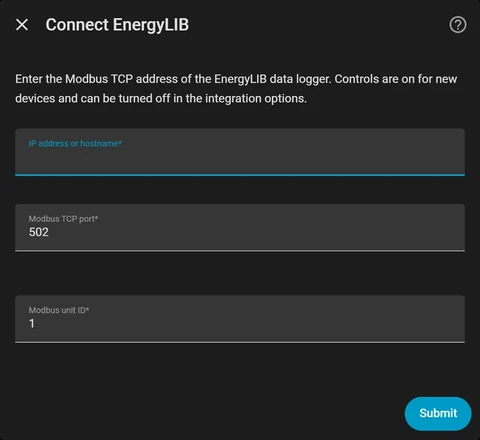 Connect EnergyLIB
Enter the Modbus TCP address of the EnergyLIB data logger. Controls are on for new
devices and can be turned off in the integration options.
IP address or hostname*
Modbus TCP port*
502
Modbus unit ID*
1
Submit